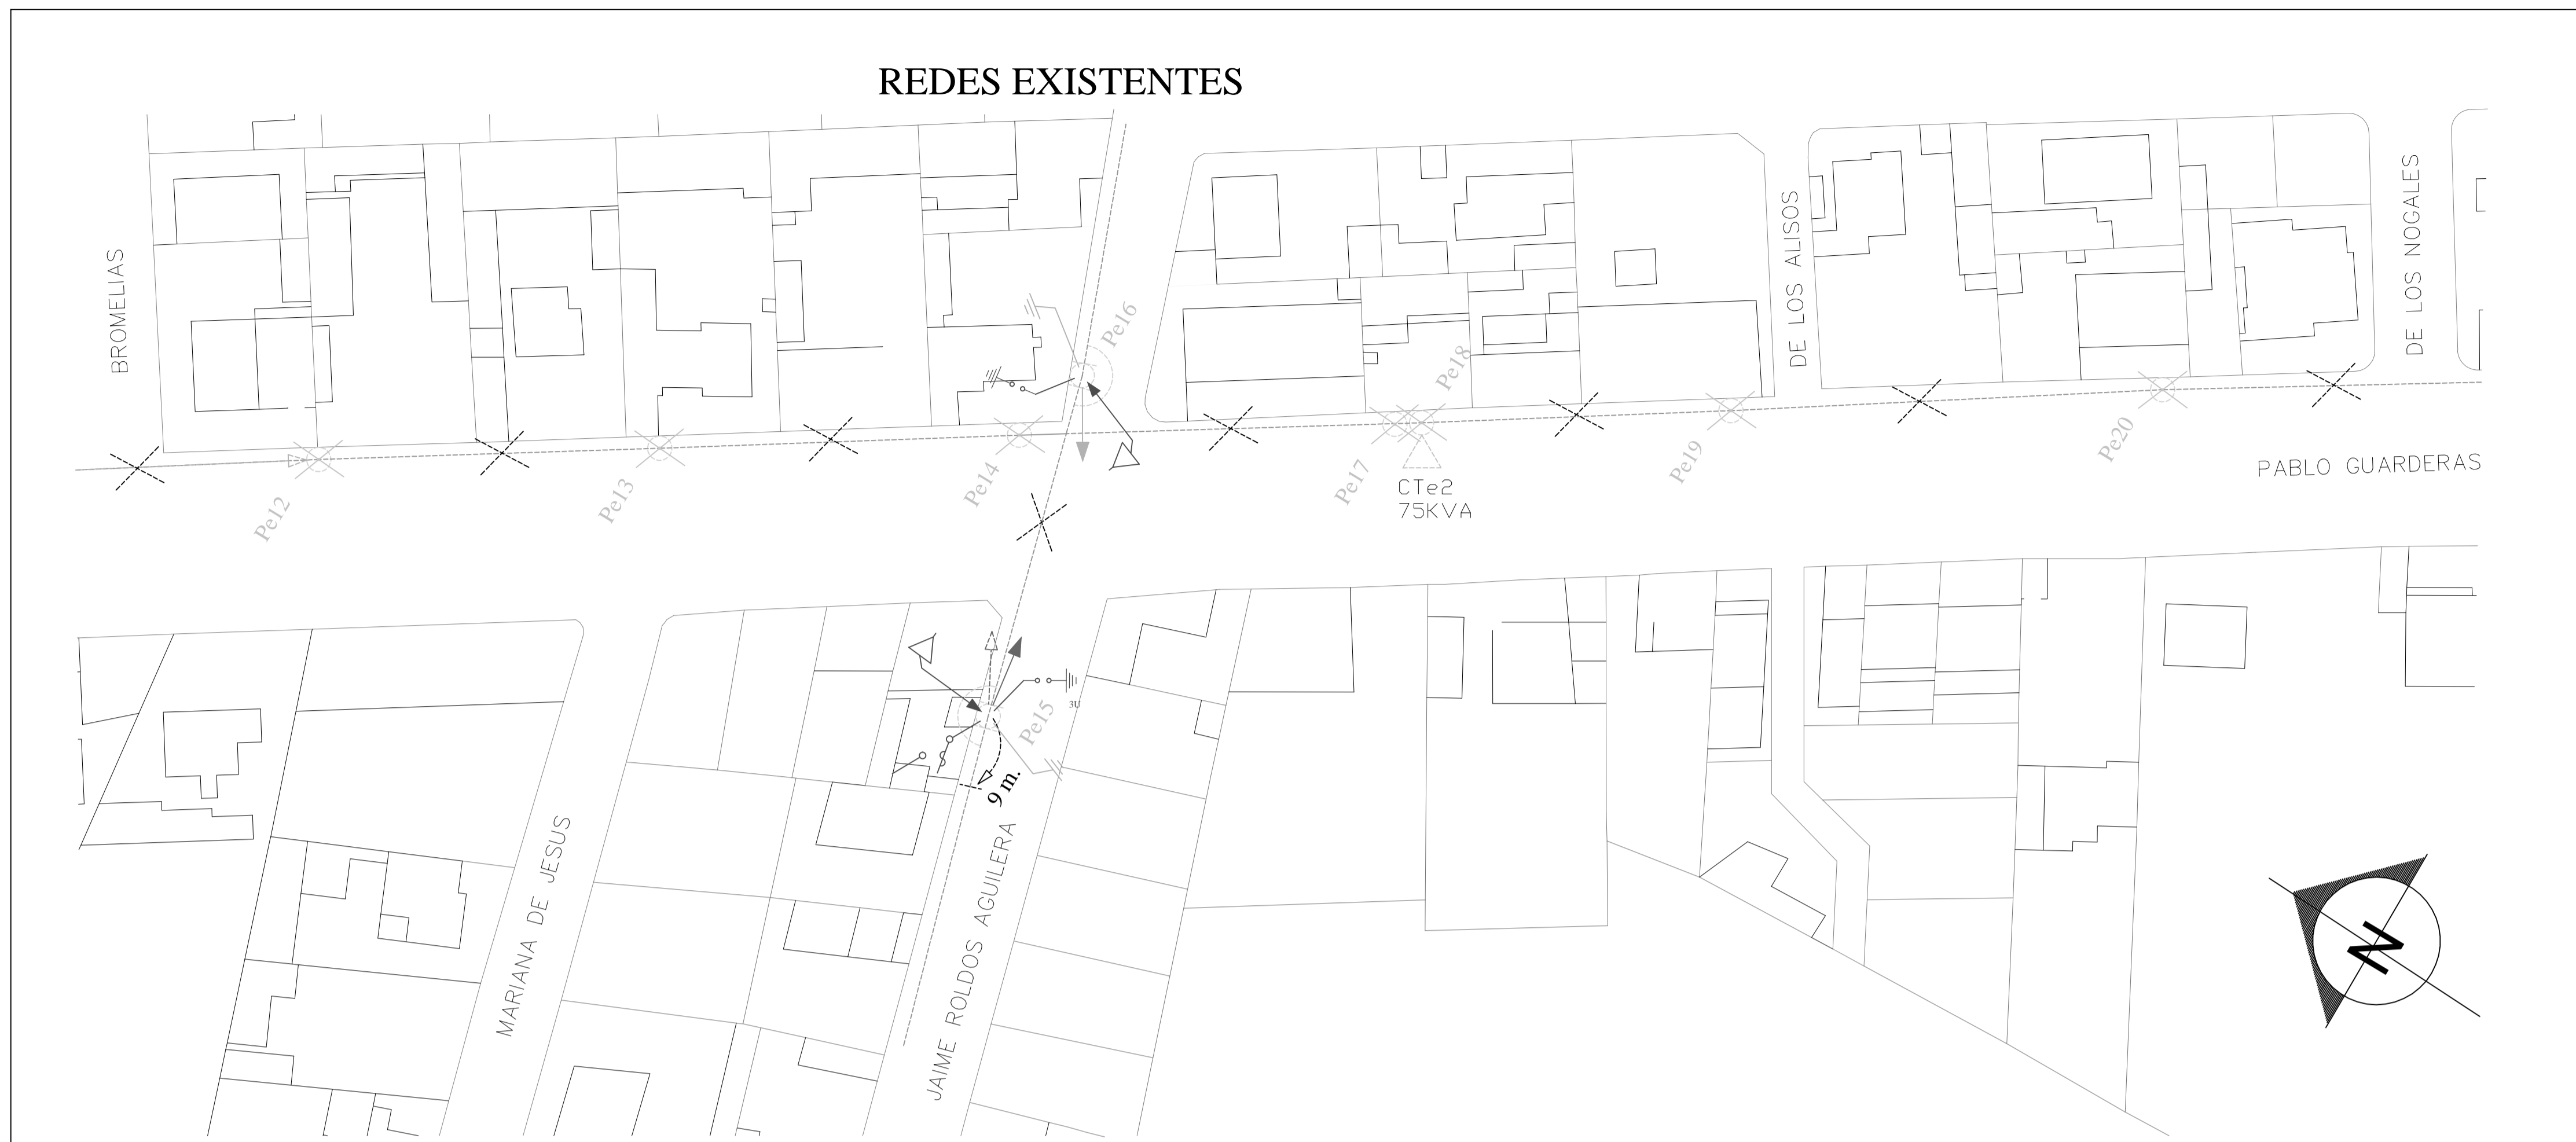 REDES EXISTENTES
BROMELIAS
DE LOS ALISOS
DE LOS NOGALES
Pe16
Pe18
Pe12
Pe13
Pe14
Pe17
Pe19
Pe20
CTe2
75KVA
PABLO GUARDERAS
3U
Pe15
S
9 m.
MARIANA DE JESUS
JAIME ROLDOS AGUILERA
N